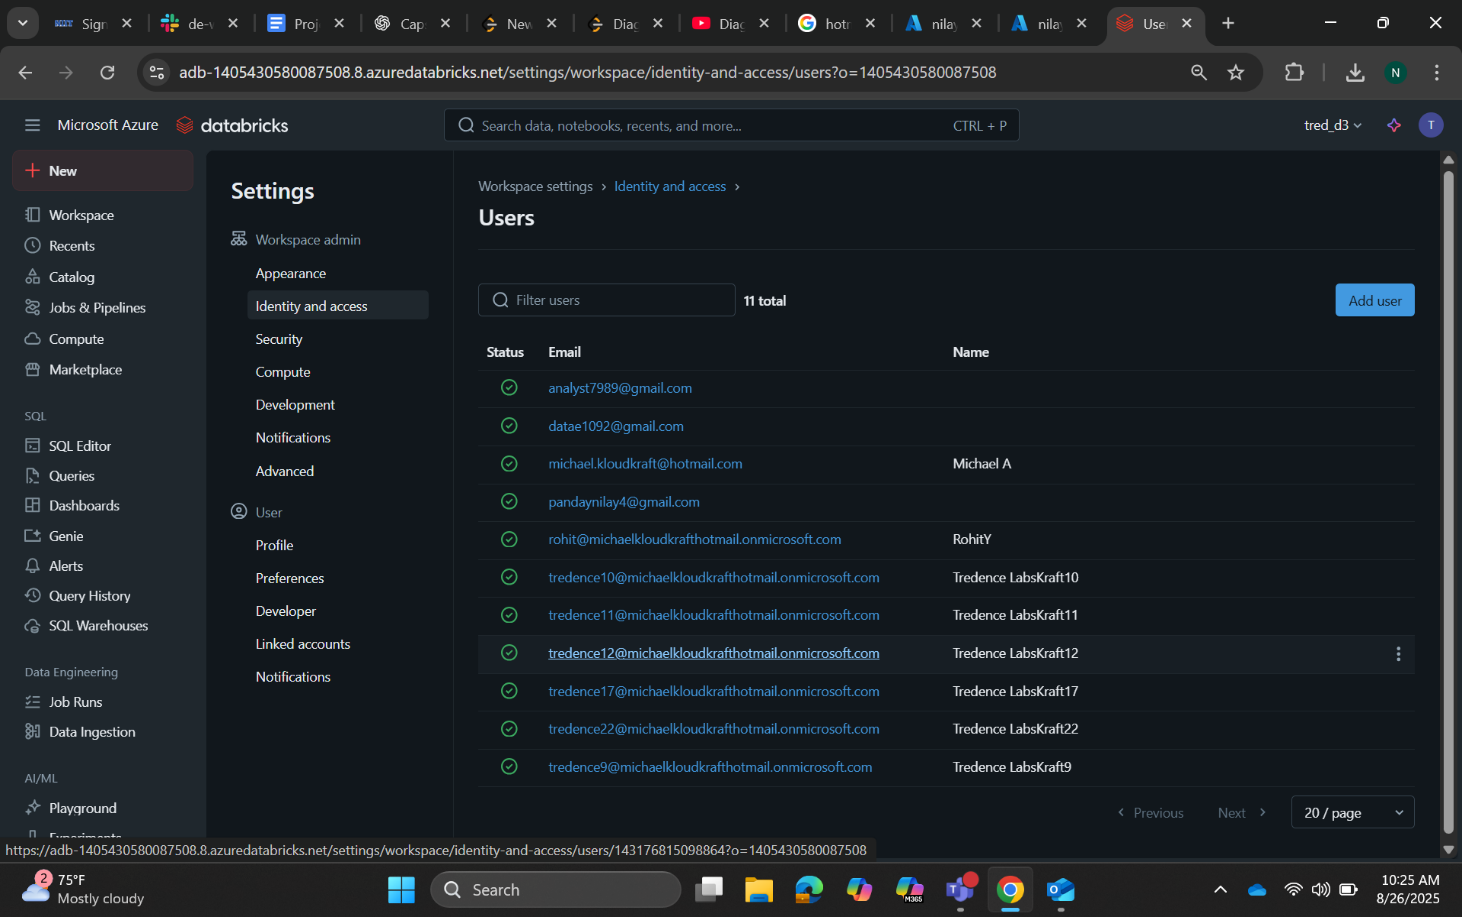 Sign
de-v
Proj
Cap
New
Diag
Diag
hotr
nilay
nilay
User
adb-1405430580087508.8.azuredatabricks.net/settings/workspace/identity-and-access/users?o=1405430580087508
N
Microsoft Azure
databricks
Search data, notebooks, recents, and more...
CTRL + P
tred_d3
T
New
Workspace
Recents
Catalog
Jobs & Pipelines
Compute
Marketplace
SQL
SQL Editor
Queries
Dashboards
Genie
Alerts
Query History
SQL Warehouses
Data Engineering
Job Runs
Data Ingestion
AI/ML
Playground
Experiments
Settings
Workspace admin
Appearance
Identity and access
Security
Compute
Development
Notifications
Advanced
User
Profile
Preferences
Developer
Linked accounts
Notifications
Workspace settings > Identity and access >
Users
Filter users
11 total
Add user
Status Email Name
analyst7989@gmail.com
datae1092@gmail.com
michael.kloudkraft@hotmail.com Michael A
pandaynilay4@gmail.com
rohit@michaelkloudkrafthotmail.onmicrosoft.com RohitY
tredence10@michaelkloudkrafthotmail.onmicrosoft.com Tredence LabsKraft10
tredence11@michaelkloudkrafthotmail.onmicrosoft.com Tredence LabsKraft11
tredence12@michaelkloudkrafthotmail.onmicrosoft.com Tredence LabsKraft12
tredence17@michaelkloudkrafthotmail.onmicrosoft.com Tredence LabsKraft17
tredence22@michaelkloudkrafthotmail.onmicrosoft.com Tredence LabsKraft22
tredence9@michaelkloudkrafthotmail.onmicrosoft.com Tredence LabsKraft9
Previous
Next
20 / page
https://adb-1405430580087508.8.azuredatabricks.net/settings/workspace/identity-and-access/users/143176815098864?o=1405430580087508
2
75°F
Mostly cloudy
Search
M365
10:25 AM
8/26/2025